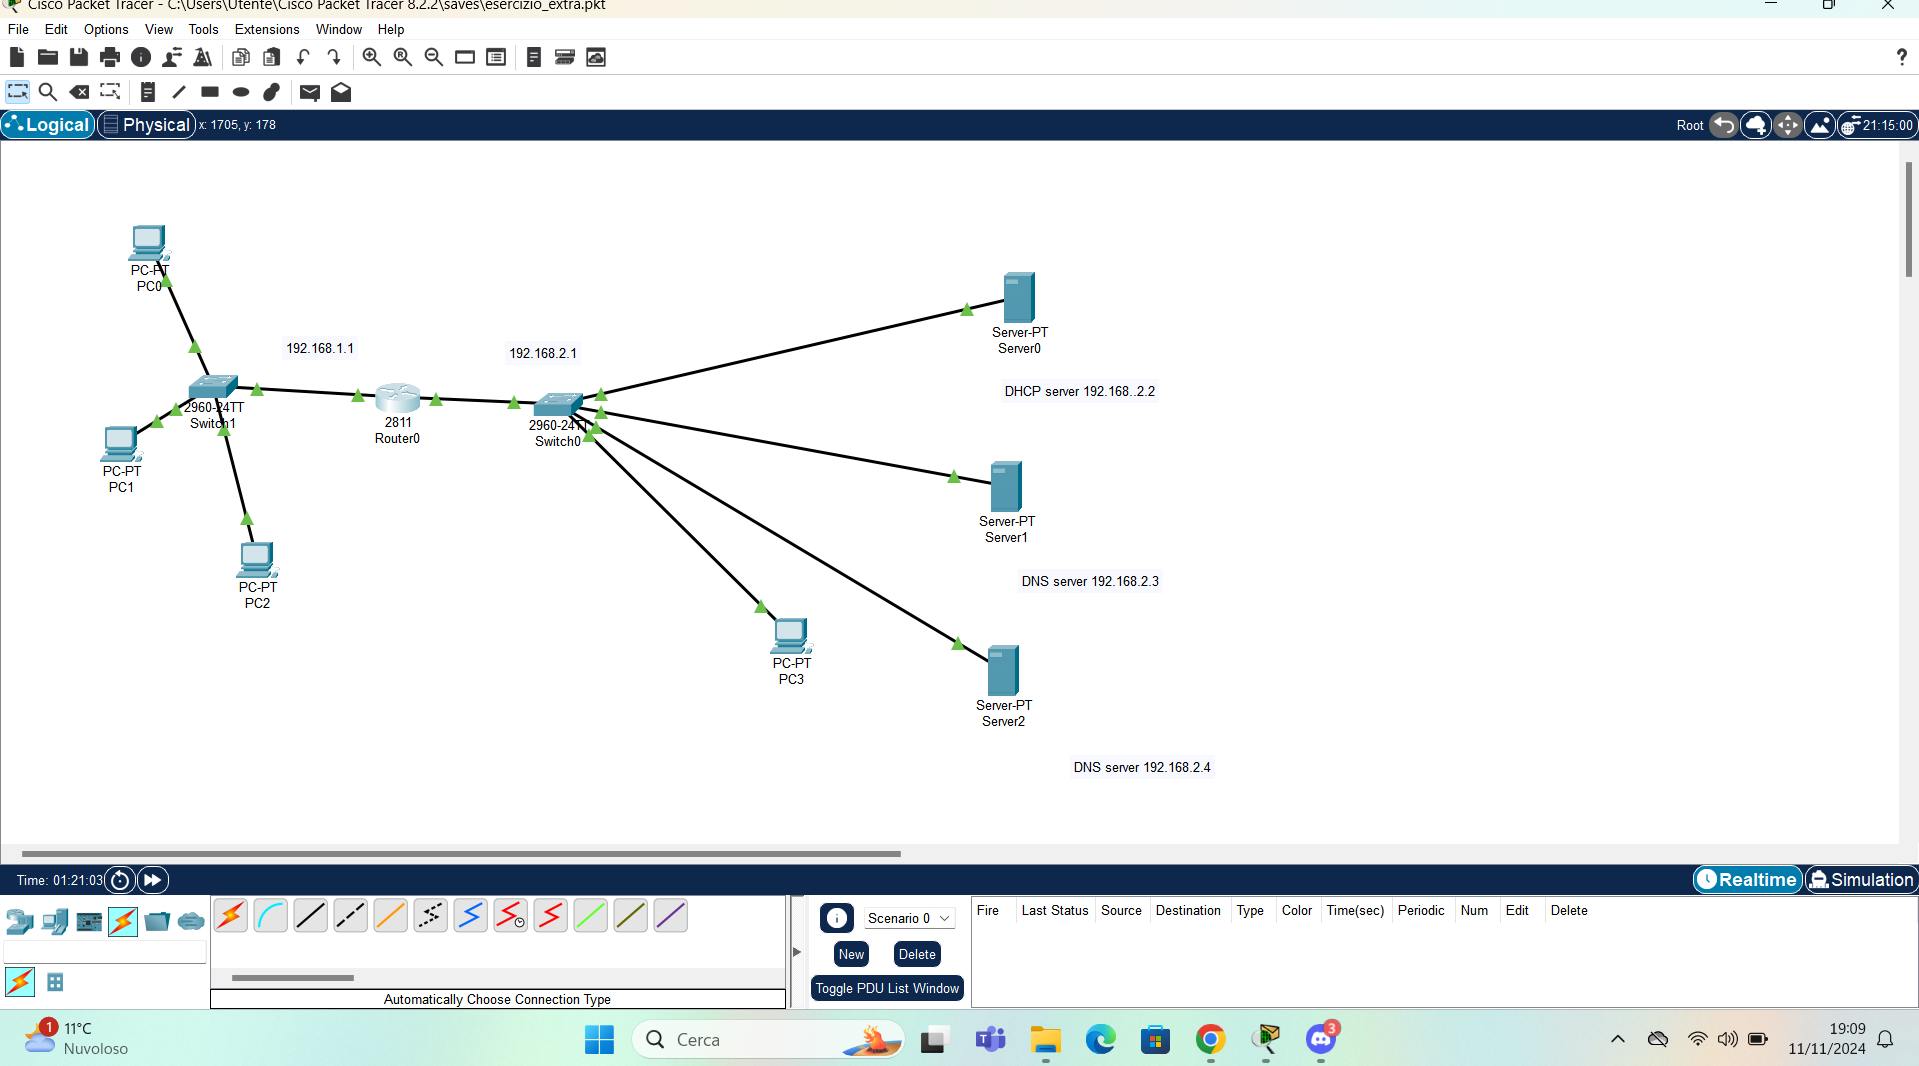 Cisco Packet Tracer - C:\Users\Utente\Cisco Packet Tracer 8.2.2\saves\esercizio_extra.pkt
File Edit Options View Tools Extensions Window Help
?
Logical Physical x: 1705, y: 178 Root 21:15:00
PC-PT
PC0
192.168.1.1
192.168.2.1
Server-PT
Server0
DHCP server 192.168..2.2
2960-24TT
Switch1
2811
Router0
2960-24TT
Switch0
PC-PT
PC1
Server-PT
Server1
DNS server 192.168.2.3
PC-PT
PC2
PC-PT
PC3
Server-PT
Server2
DNS server 192.168.2.4
Time: 01:21:03 Realtime Simulation
Scenario 0
New Delete
Toggle PDU List Window
Fire Last Status Source Destination Type Color Time(sec) Periodic Num Edit Delete
Automatically Choose Connection Type
1
11°C
Nuvoloso
Cerca
3
19:09
11/11/2024